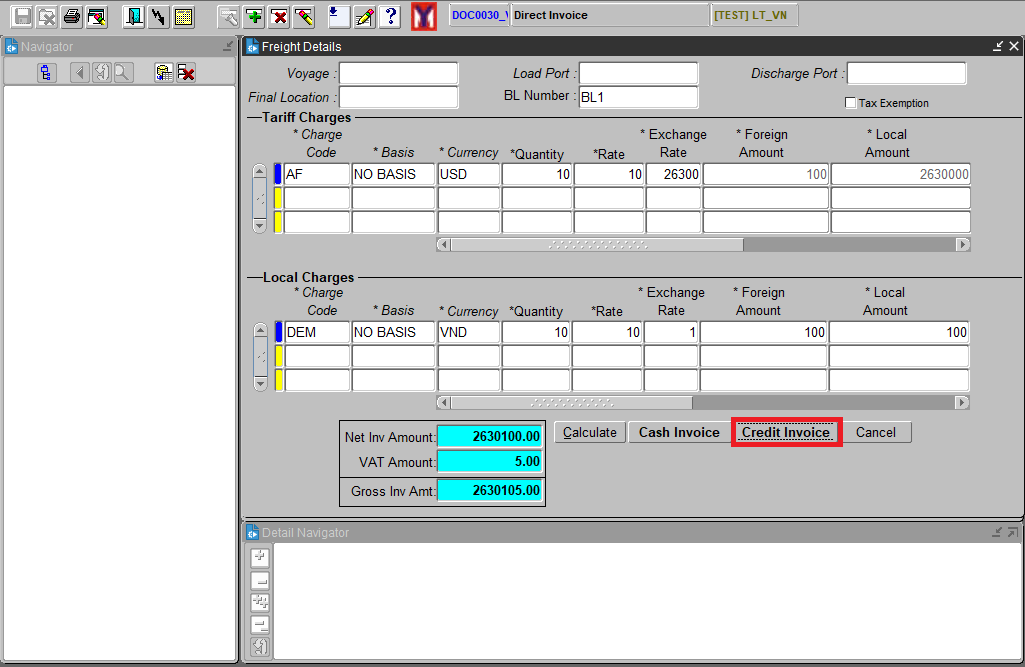 DOC0030_V Direct Invoice [TEST] LT_VN
Navigator
Freight Details
Voyage : Load Port : Discharge Port :
Final Location : BL Number : BL1
Tax Exemption
Tariff Charges
* Charge * Exchange * Foreign * Local
Code * Basis * Currency *Quantity *Rate Rate Amount Amount
AF NO BASIS USD 10 10 26300 100 2630000
Local Charges
* Charge * Exchange * Foreign * Local
Code * Basis * Currency *Quantity *Rate Rate Amount Amount
DEM NO BASIS VND 10 10 1 100 100
Net Inv Amount: 2630100.00 Calculate Cash Invoice Credit Invoice Cancel
VAT Amount: 5.00
Gross Inv Amt: 2630105.00
Detail Navigator